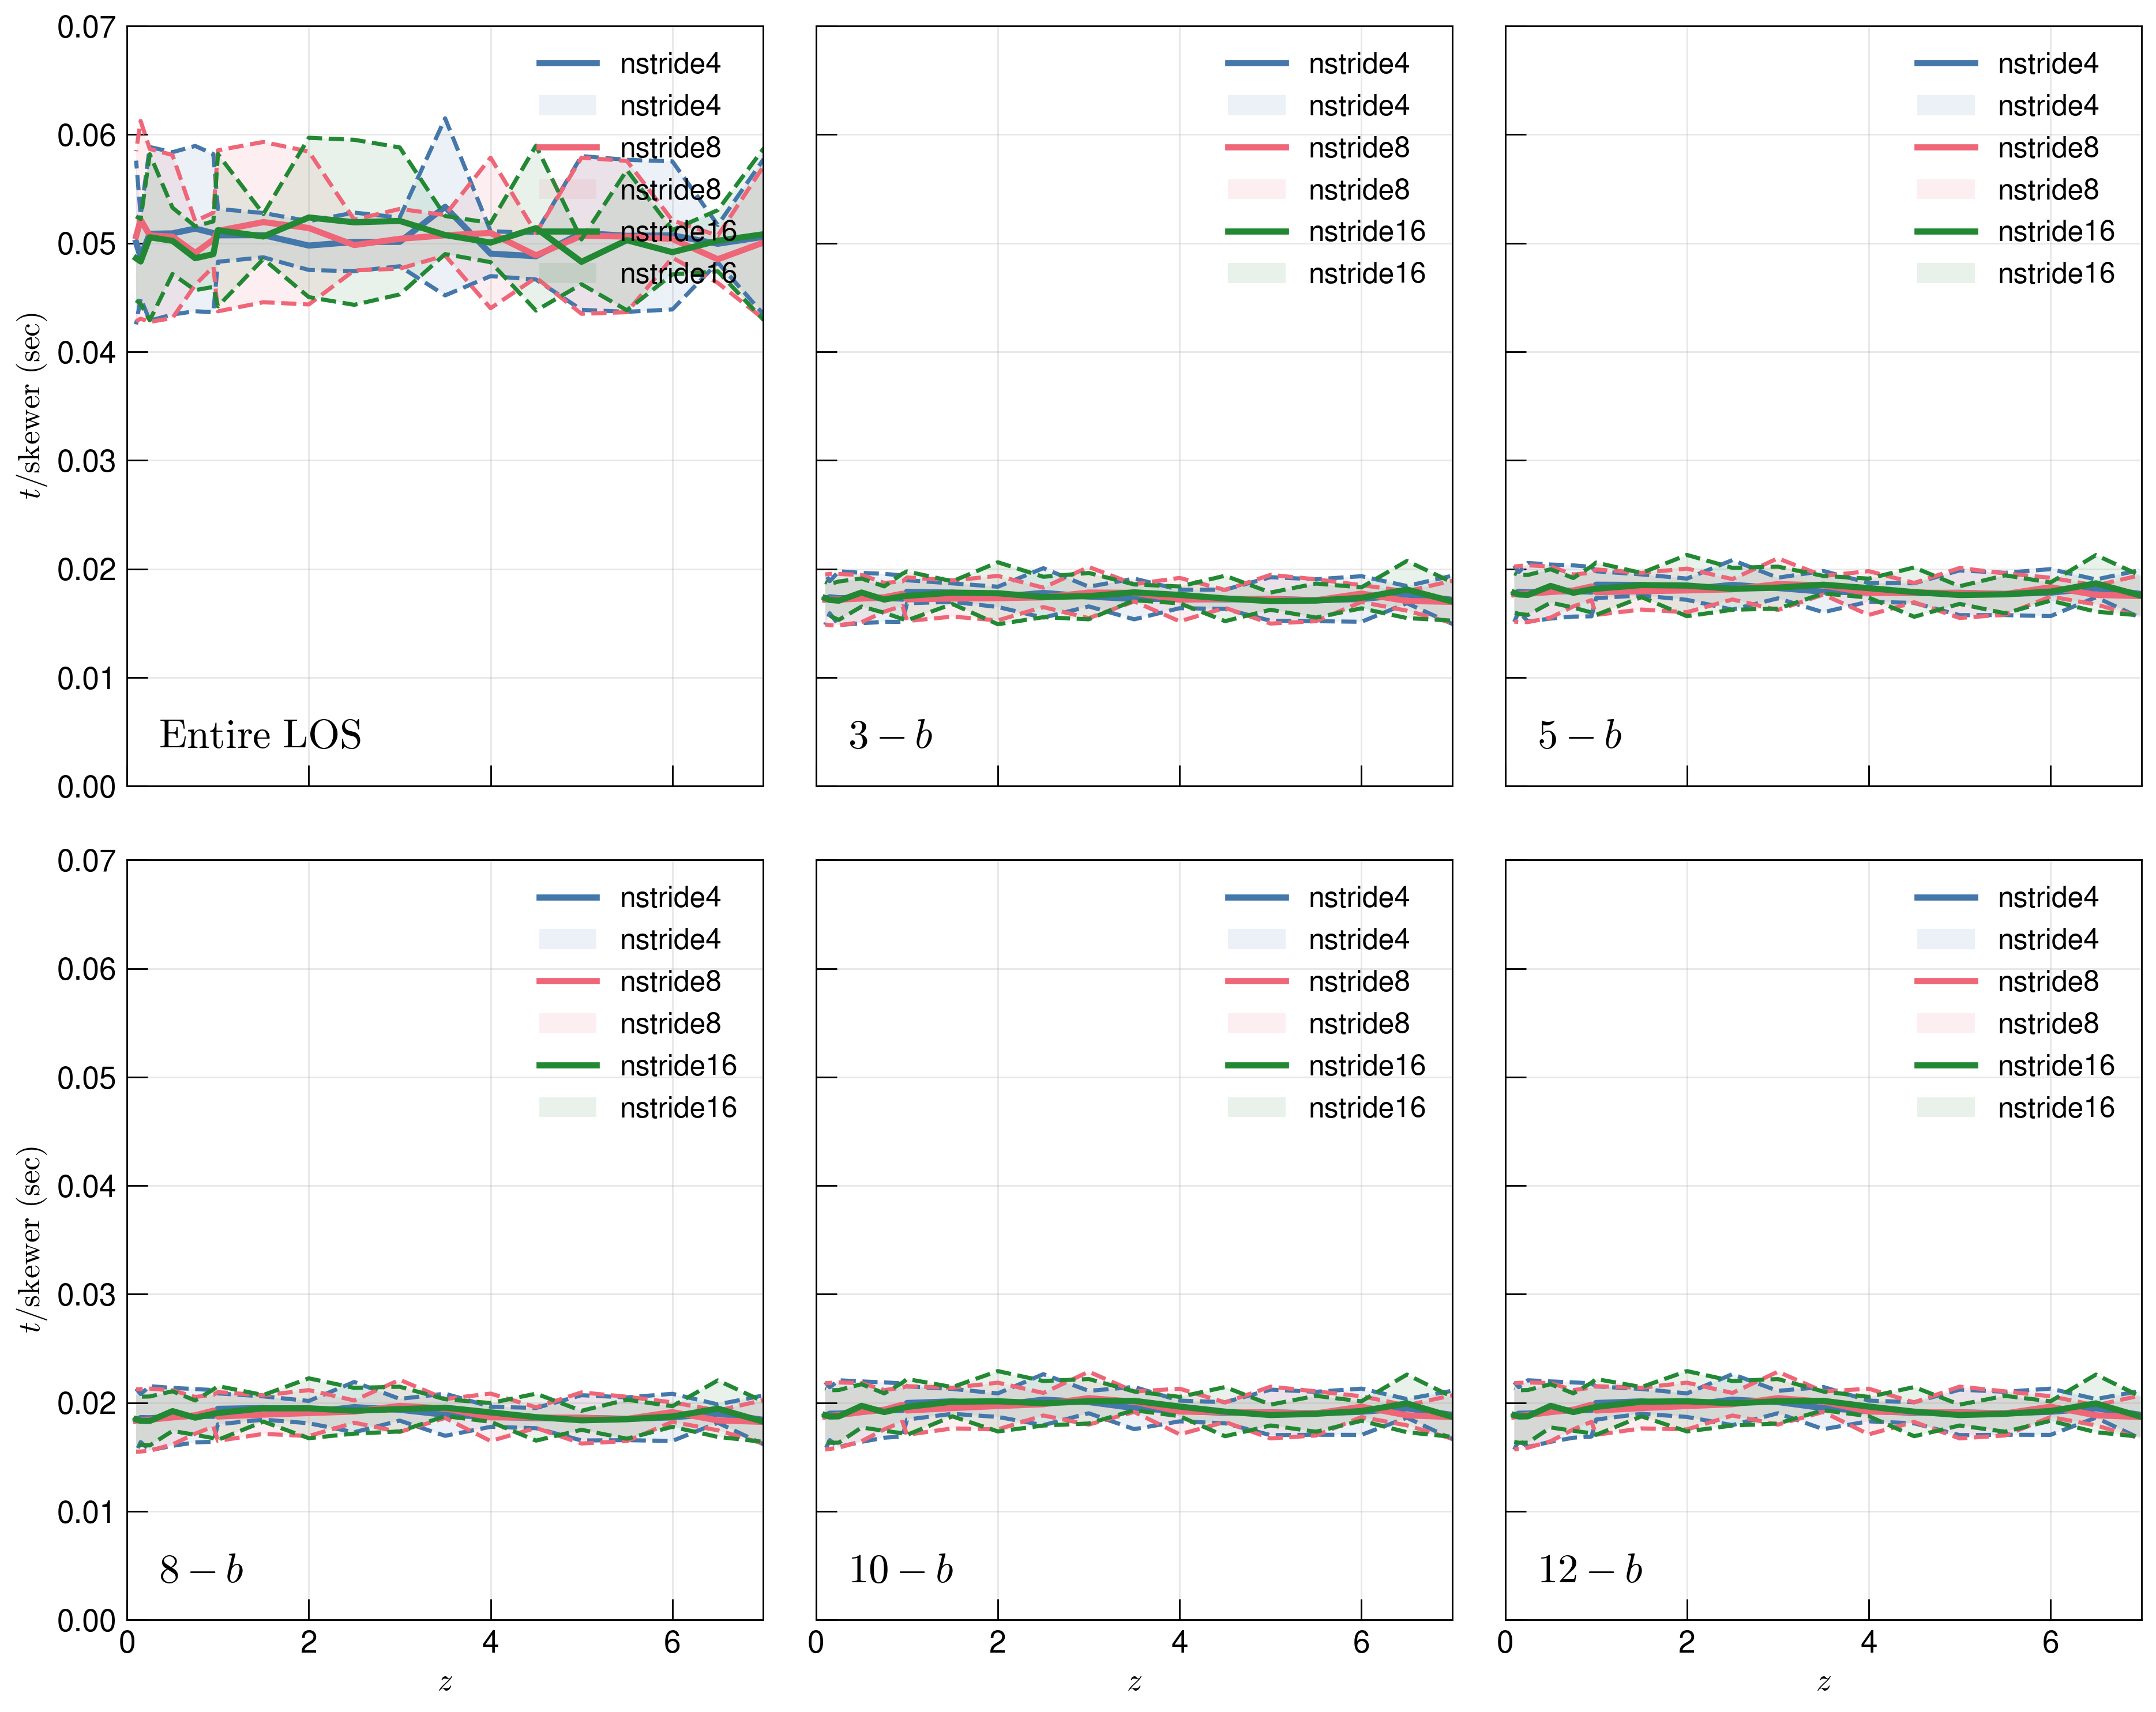 0.07
0.06
0.05
0.04
0.03
0.02
0.01
0.00
t/skewer (sec)
nstride4
nstride4
nstride8
nstride8
nstride16
nstride16
Entire LOS
nstride4
nstride4
nstride8
nstride8
nstride16
nstride16
3 − b
nstride4
nstride4
nstride8
nstride8
nstride16
nstride16
5 − b
0.07
0.06
0.05
0.04
0.03
0.02
0.01
0.00
t/skewer (sec)
nstride4
nstride4
nstride8
nstride8
nstride16
nstride16
8 − b
0 2 4 6
z
nstride4
nstride4
nstride8
nstride8
nstride16
nstride16
10 − b
0 2 4 6
z
nstride4
nstride4
nstride8
nstride8
nstride16
nstride16
12 − b
0 2 4 6
z